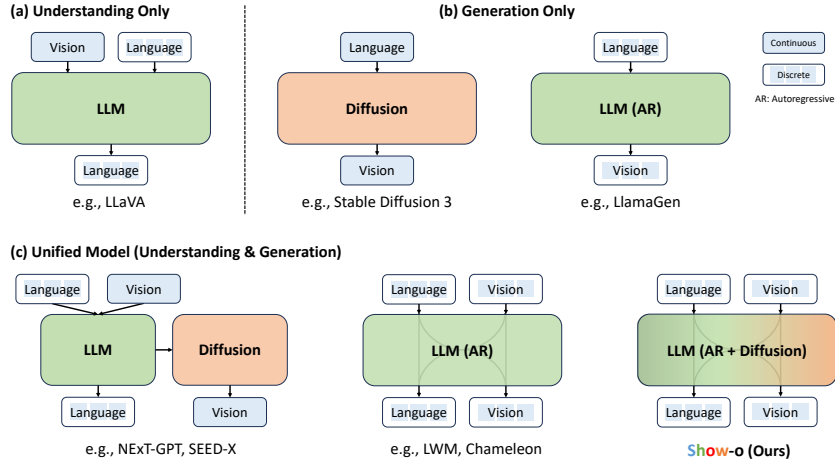 (a) Understanding Only
(b) Generation Only
Vision
Language
LLM
Language
e.g., LLaVA
Language
Diffusion
Vision
e.g., Stable Diffusion 3
Language
LLM (AR)
Vision
e.g., LlamaGen
Continuous
Discrete
AR: Autoregressive
(c) Unified Model (Understanding & Generation)
Language
Vision
LLM
Diffusion
Language
Vision
e.g., NExT-GPT, SEED-X
Language
Vision
LLM (AR)
Language
Vision
e.g., LWM, Chameleon
Language
Vision
LLM (AR + Diffusion)
Language
Vision
Show-o (Ours)